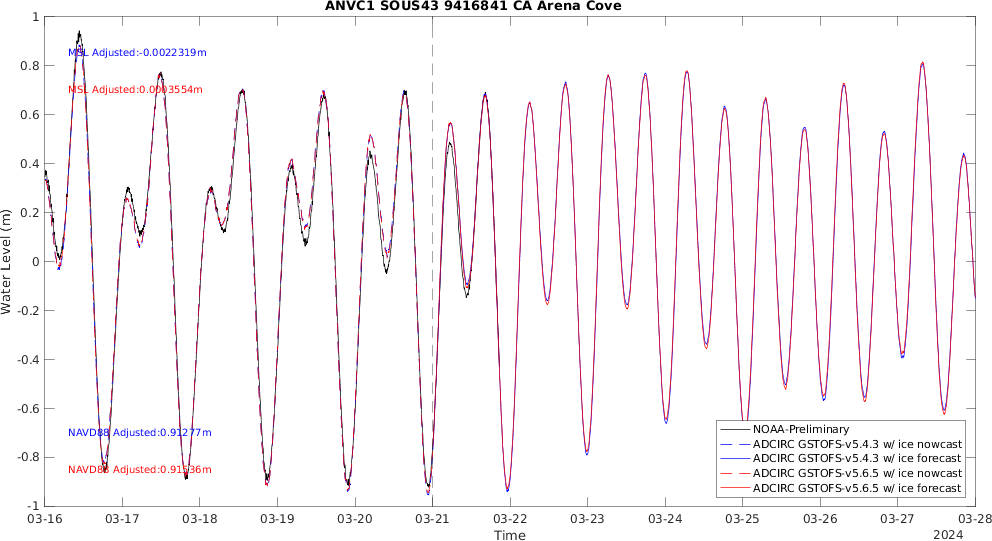 ANVC1 SOUS43 9416841 CA Arena Cove
1
0.8
0.6
0.4
0.2
0
-0.2
-0.4
-0.6
-0.8
-1
Water Level (m)
MSL Adjusted:-0.0022319m
MSL Adjusted:0.0003554m
NAVD88 Adjusted:0.91277m
NAVD88 Adjusted:0.91536m
NOAA-Preliminary
ADCIRC GSTOFS-v5.4.3 w/ ice nowcast
ADCIRC GSTOFS-v5.4.3 w/ ice forecast
ADCIRC GSTOFS-v5.6.5 w/ ice nowcast
ADCIRC GSTOFS-v5.6.5 w/ ice forecast
03-16 03-17 03-18 03-19 03-20 03-21 03-22 03-23 03-24 03-25 03-26 03-27 03-28
Time
2024